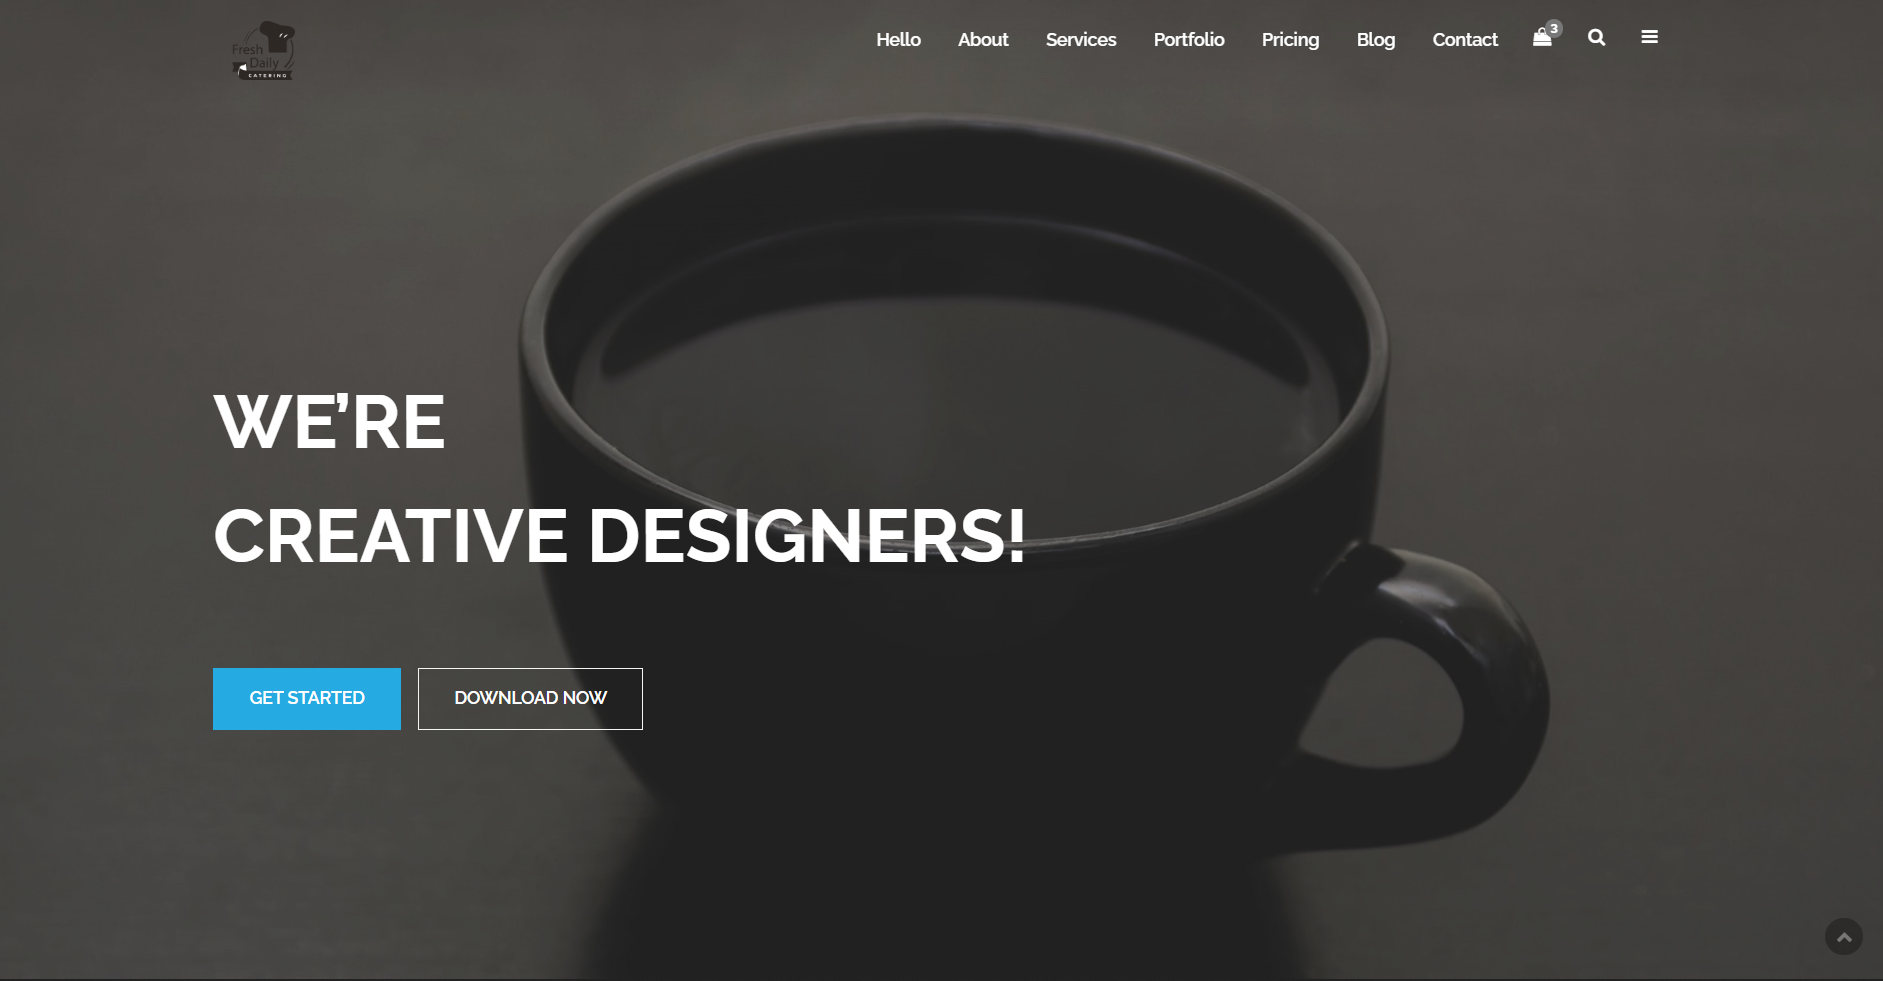 Fresh
Daily
CATERING
Hello About Services Portfolio Pricing Blog Contact 3
WE’RE
CREATIVE DESIGNERS!
GET STARTED DOWNLOAD NOW